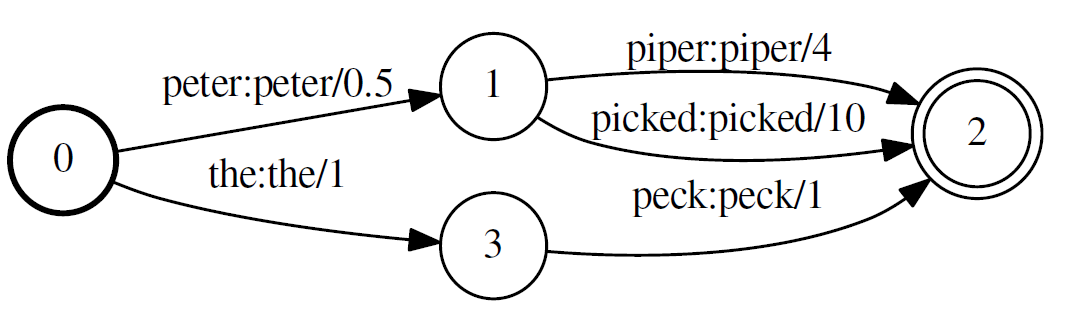 piper:piper/4
peter:peter/0.5
1
picked:picked/10
2
0
the:the/1
peck:peck/1
3